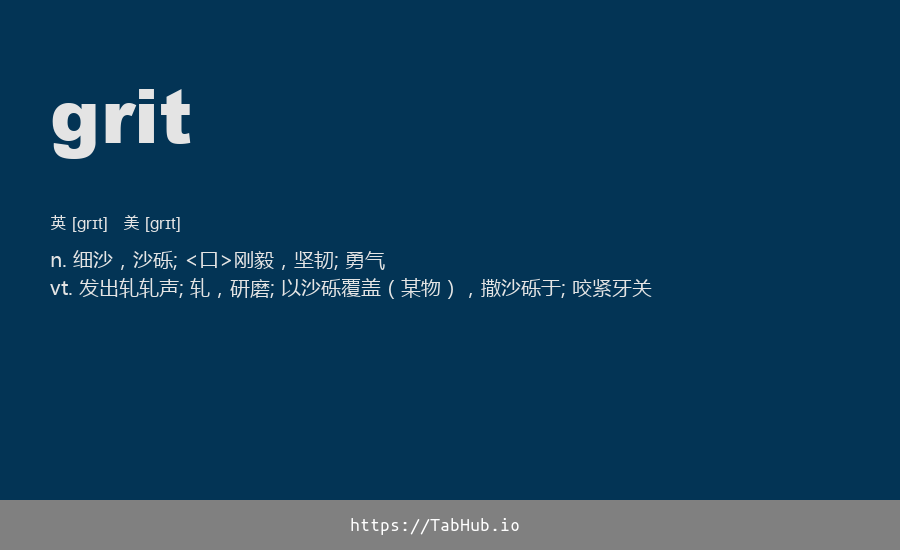 grit
英 [grɪt] 美 [grɪt]
n. 细沙，沙砾; <口>刚毅，坚韧; 勇气
vt. 发出轧轧声; 轧，研磨; 以沙砾覆盖（某物），撒沙砾于; 咬紧牙关
https://TabHub.io